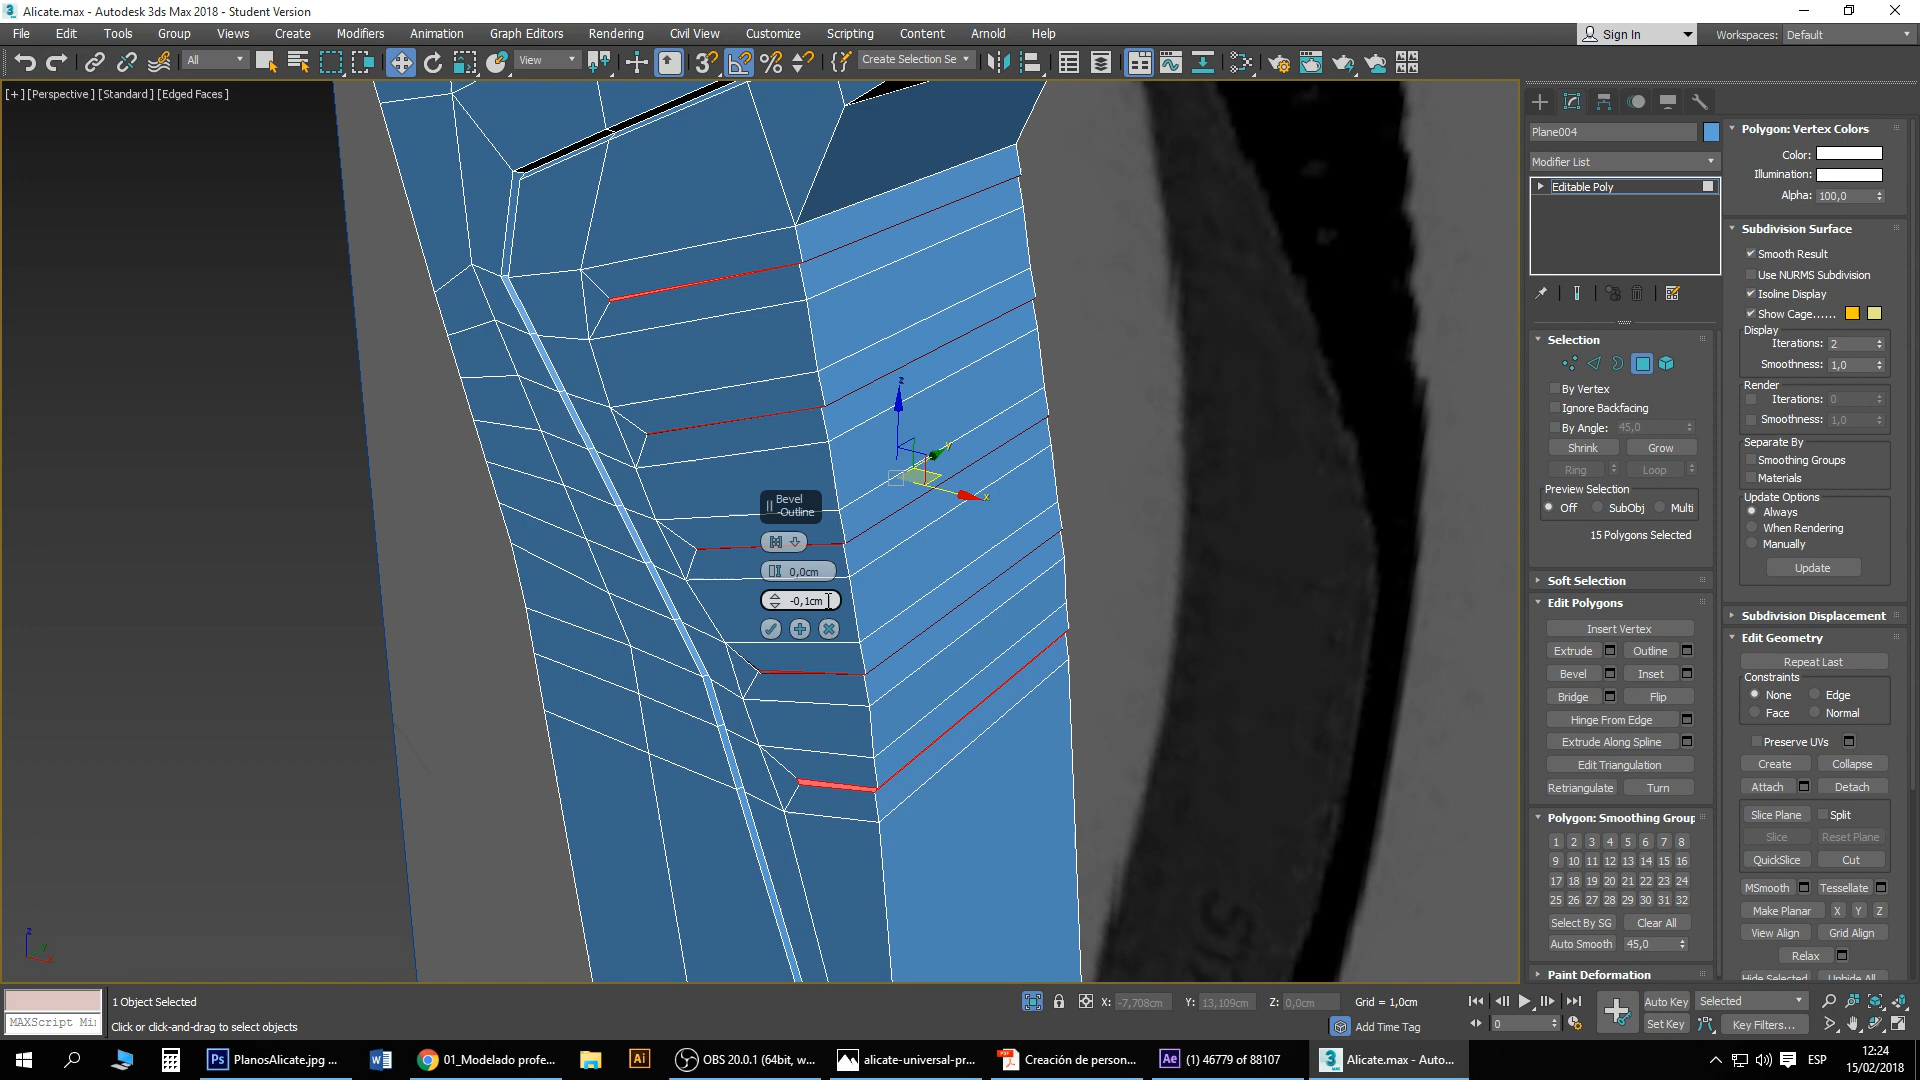 Alicate.max - Autodesk 3ds Max 2018 - Student Version
File Edit Tools Group Views Create Modifiers Animation Graph Editors Rendering Civil View Customize Scripting Content Arnold Help
Sign In Workspaces: Default
All View Create Selection Se
[+] [Perspective] [Standard] [Edged Faces]
Bevel
-Outline
0,0cm
-0,1cm
z
y
x
Plane004
Modifier List
Editable Poly
Selection
By Vertex
Ignore Backfacing
By Angle: 45,0
Shrink Grow
Ring Loop
Preview Selection
Off SubObj Multi
15 Polygons Selected
Soft Selection
Edit Polygons
Insert Vertex
Extrude Outline
Bevel Inset
Bridge Flip
Hinge From Edge
Extrude Along Spline
Edit Triangulation
Retriangulate Turn
Polygon: Smoothing Group
1 2 3 4 5 6 7 8
9 10 11 12 13 14 15 16
17 18 19 20 21 22 23 24
25 26 27 28 29 30 31 32
Select By SG Clear All
Auto Smooth 45,0
Paint Deformation
Polygon: Vertex Colors
Color:
Illumination:
Alpha: 100,0
Subdivision Surface
Smooth Result
Use NURMS Subdivision
Isoline Display
Show Cage......
Display
Iterations: 2
Smoothness: 1,0
Render
Iterations: 0
Smoothness: 1,0
Separate By
Smoothing Groups
Materials
Update Options
Always
When Rendering
Manually
Update
Subdivision Displacement
Edit Geometry
Repeat Last
Constraints
None Edge
Face Normal
Preserve UVs
Create Collapse
Attach Detach
Slice Plane Split
Slice Reset Plane
QuickSlice Cut
MSmooth Tessellate
Make Planar X Y Z
View Align Grid Align
Relax
Hide Selected Unhide All
1 Object Selected
X: -7,708cm Y: 13,109cm Z: 0,0cm Grid = 1,0cm
Auto Key Selected
MAXScript Mi
Click or click-and-drag to select objects
Add Time Tag
0
Set Key Key Filters...
PlanosAlicate.jpg ... 01_Modelado profe... OBS 20.0.1 (64bit, w... alicate-universal-pr... Creación de person... (1) 46779 of 88107 Alicate.max - Auto...
ESP
12:24
15/02/2018